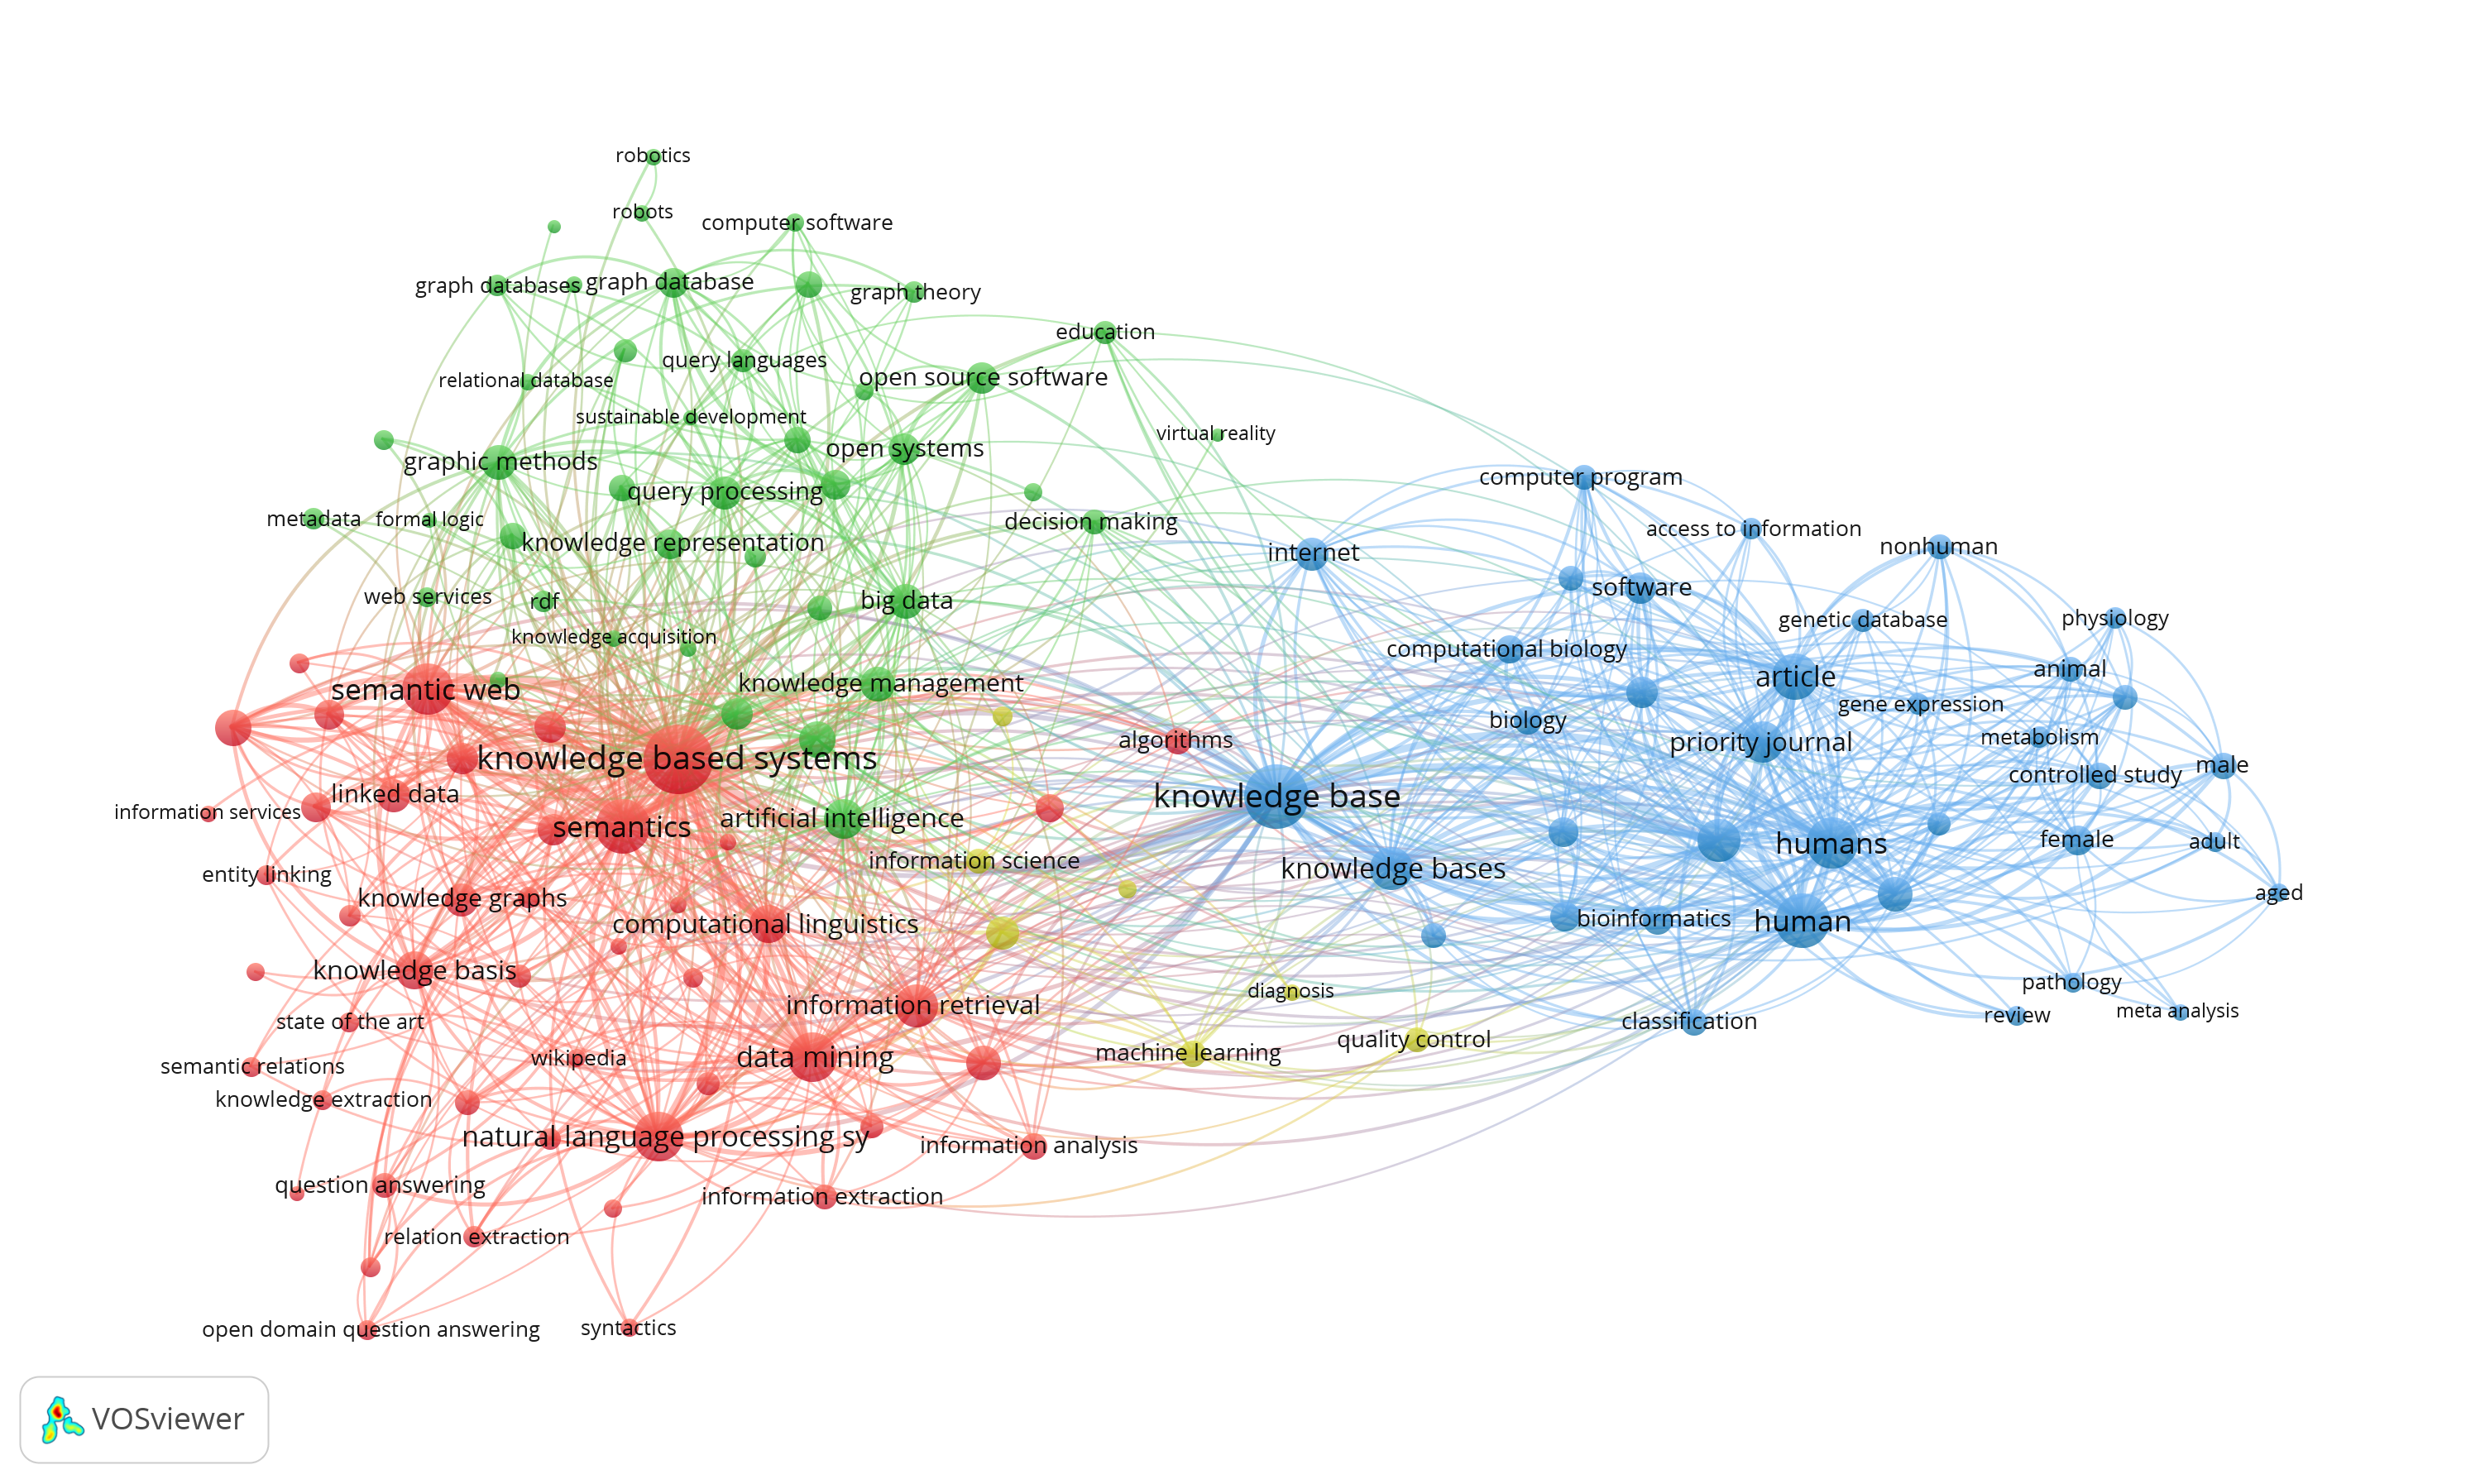 robotics
robots
computer software
graph databases
graph database
graph theory
education
query languages
open source software
relational database
sustainable development
virtual reality
open systems
graphic methods
computer program
query processing
metadata
formal logic
decision making
access to information
knowledge representation
internet
nonhuman
software
web services
rdf
big data
genetic database
physiology
knowledge acquisition
computational biology
animal
article
semantic web
knowledge management
gene expression
biology
algorithms
priority journal
metabolism
knowledge based systems
male
controlled study
linked data
knowledge base
information services
artificial intelligence
semantics
female
adult
humans
information science
knowledge bases
entity linking
aged
knowledge graphs
computational linguistics
bioinformatics
human
knowledge basis
pathology
diagnosis
information retrieval
meta analysis
review
state of the art
classification
quality control
machine learning
wikipedia
data mining
semantic relations
knowledge extraction
natural language processing sy
information analysis
question answering
information extraction
relation extraction
open domain question answering
syntactics
VOSviewer